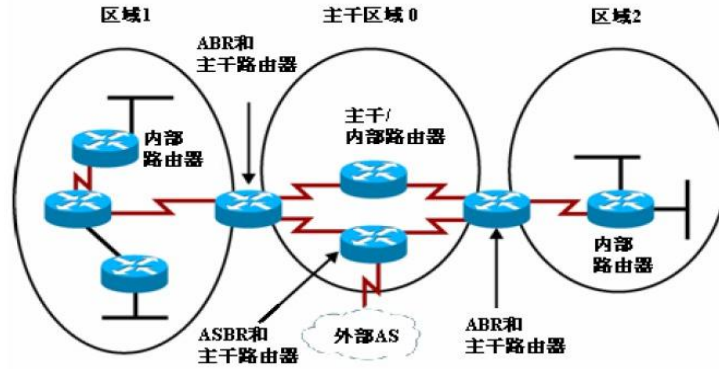 区域1
主干区域 0
区域2
ABR和
主干路由器
主干/
内部路由器
内部
路由器
内部
路由器
ASBR和
主干路由器
外部AS
ABR和
主干路由器